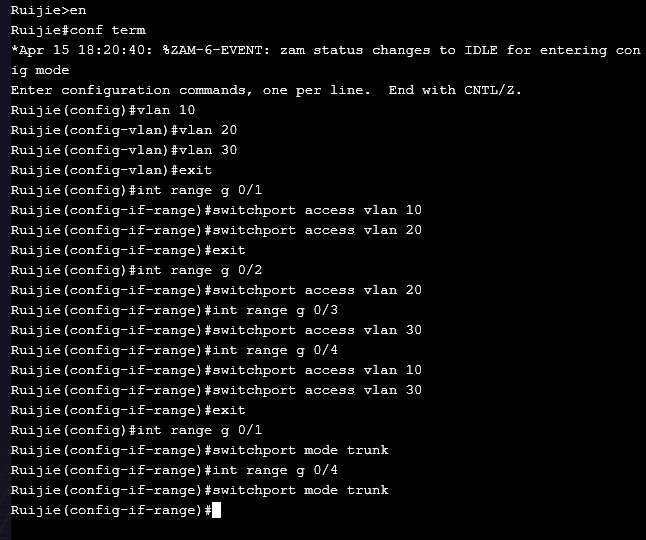 Ruijie>en
Ruijie#conf term
*Apr 15 18:20:40: %ZAM-6-EVENT: zam status changes to IDLE for entering con
ig mode
Enter configuration commands, one per line.  End with CNTL/Z.
Ruijie(config)#vlan 10
Ruijie(config-vlan)#vlan 20
Ruijie(config-vlan)#vlan 30
Ruijie(config-vlan)#exit
Ruijie(config)#int range g 0/1
Ruijie(config-if-range)#switchport access vlan 10
Ruijie(config-if-range)#switchport access vlan 20
Ruijie(config-if-range)#exit
Ruijie(config)#int range g 0/2
Ruijie(config-if-range)#switchport access vlan 20
Ruijie(config-if-range)#int range g 0/3
Ruijie(config-if-range)#switchport access vlan 30
Ruijie(config-if-range)#int range g 0/4
Ruijie(config-if-range)#switchport access vlan 10
Ruijie(config-if-range)#switchport access vlan 30
Ruijie(config-if-range)#exit
Ruijie(config)#int range g 0/1
Ruijie(config-if-range)#switchport mode trunk
Ruijie(config-if-range)#int range g 0/4
Ruijie(config-if-range)#switchport mode trunk
Ruijie(config-if-range)#